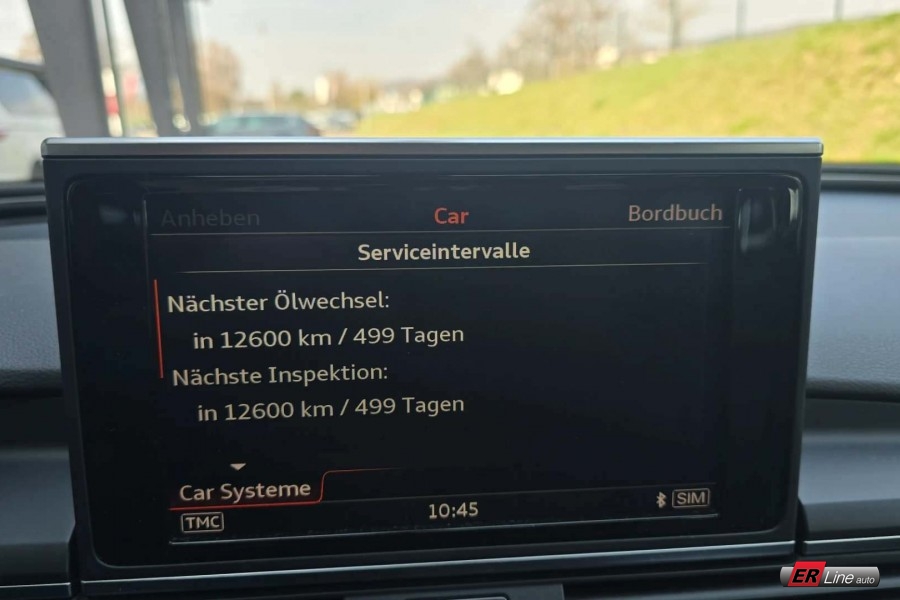 Anheben Car Bordbuch
Serviceintervalle
Nächster Ölwechsel:
in 12600 km / 499 Tagen
Nächste Inspektion:
in 12600 km / 499 Tagen
Car Systeme
TMC 10:45 SIM
ER Line auto